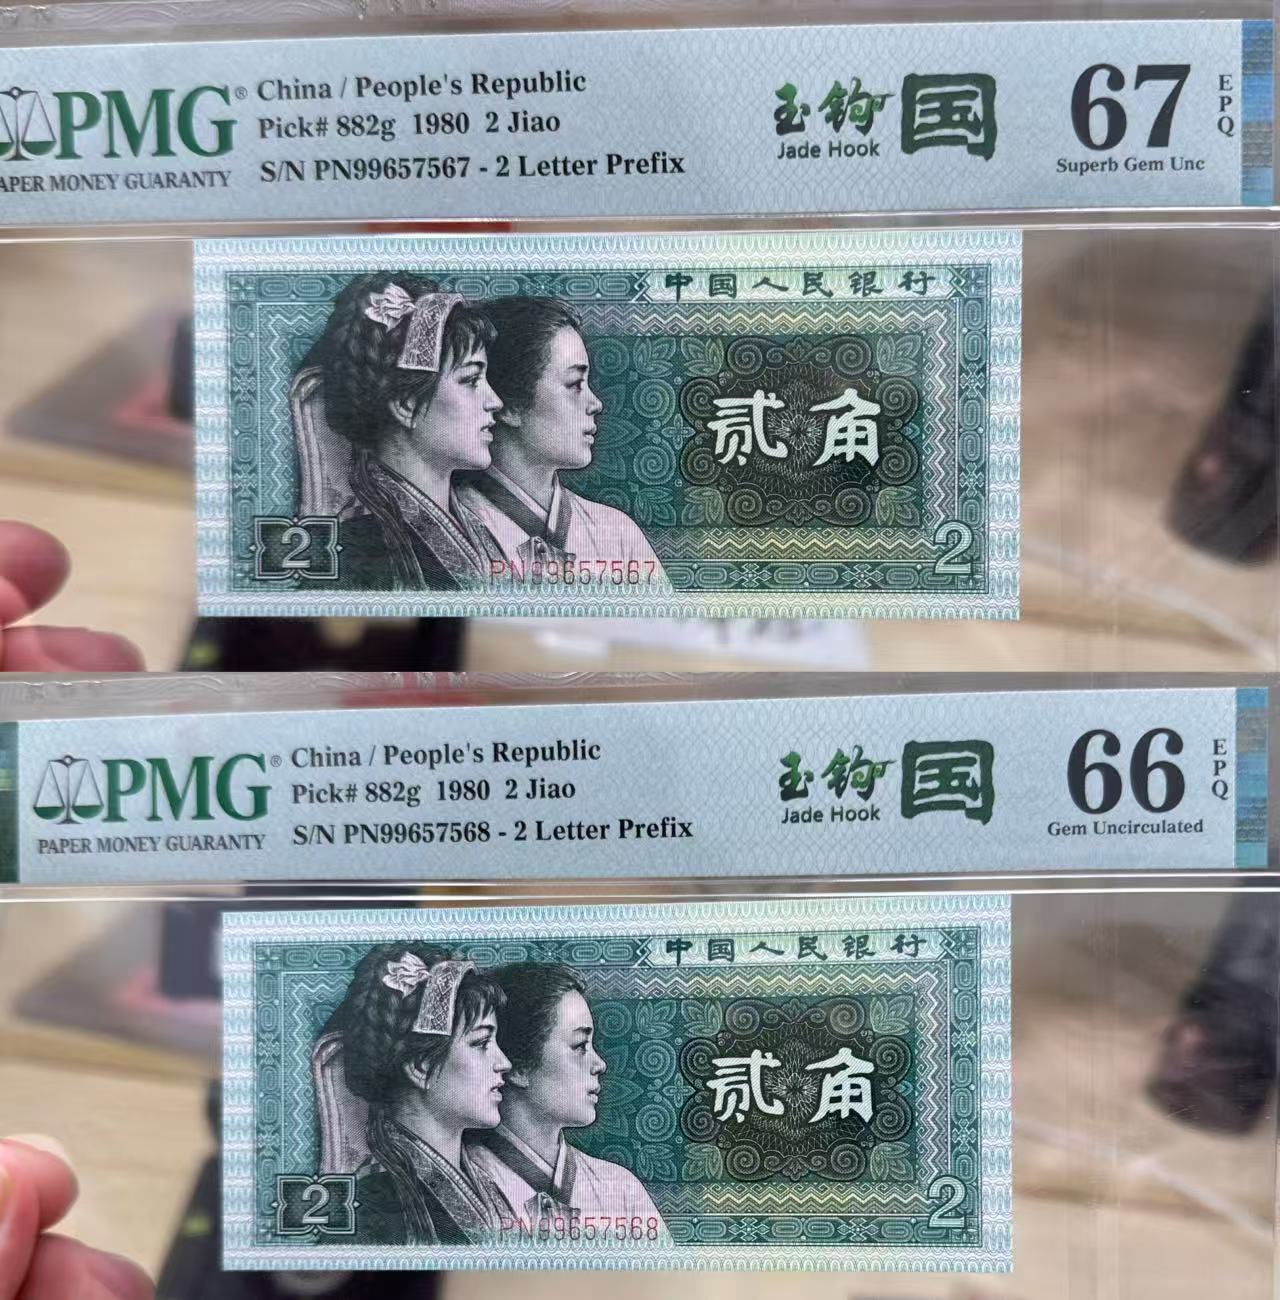 PMG®
PAPER MONEY GUARANTY
China / People's Republic
Pick# 882g 1980 2 Jiao
S/N PN99657567 - 2 Letter Prefix
玉钩国
Jade Hook
67
EPQ
Superb Gem Unc
中国人民银行
贰角
2
2
PN99657567
PMG®
PAPER MONEY GUARANTY
China / People's Republic
Pick# 882g 1980 2 Jiao
S/N PN99657568 - 2 Letter Prefix
玉钩国
Jade Hook
66
EPQ
Gem Uncirculated
中国人民银行
贰角
2
2
PN99657568